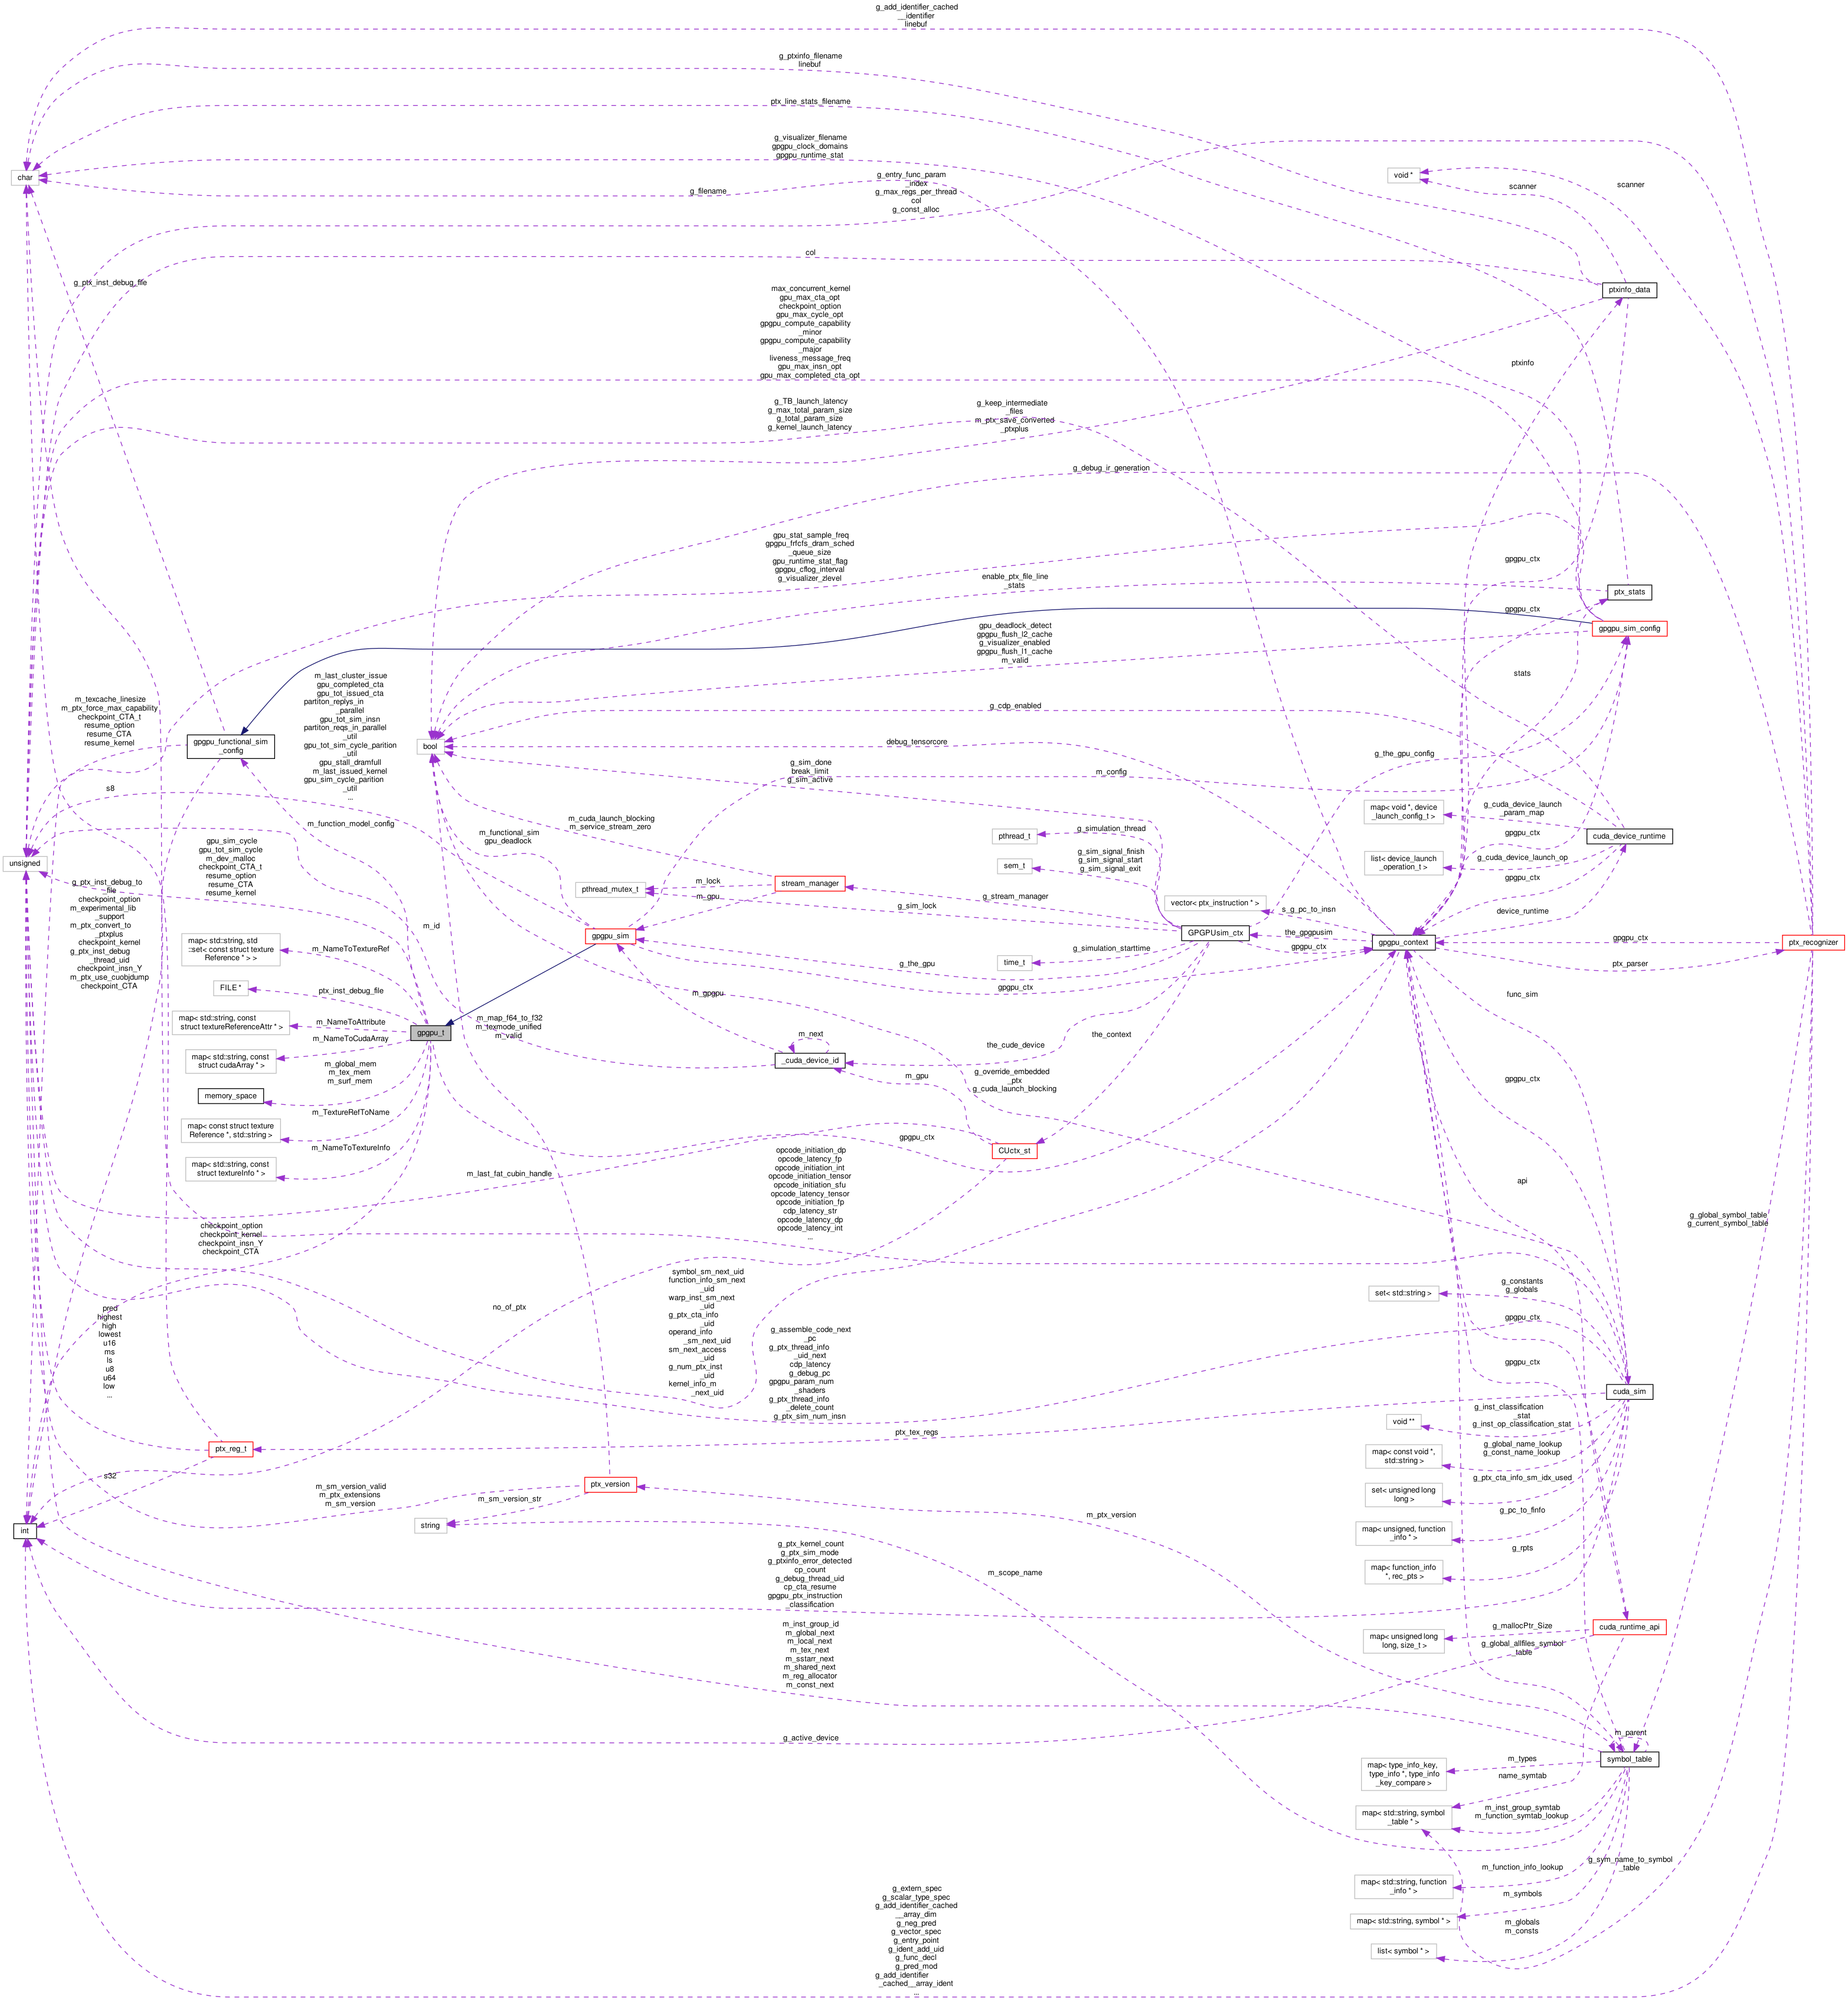 g_add_identifier_cached
__identifier
linebuf
g_ptxinfo_filename
linebuf
ptx_line_stats_filename
g_visualizer_filename
gpgpu_clock_domains
gpgpu_runtime_stat
char
void *
scanner
scanner
g_filename
g_entry_func_param
_index
g_max_regs_per_thread
col
g_const_alloc
col
g_ptx_inst_debug_file
ptxinfo_data
max_concurrent_kernel
gpu_max_cta_opt
checkpoint_option
gpu_max_cycle_opt
gpgpu_compute_capability
_minor
gpgpu_compute_capability
_major
liveness_message_freq
gpu_max_insn_opt
gpu_max_completed_cta_opt
ptxinfo
g_TB_launch_latency
g_max_total_param_size
g_total_param_size
g_kernel_launch_latency
g_keep_intermediate
_files
m_ptx_save_converted
_ptxplus
g_debug_ir_generation
gpu_stat_sample_freq
gpgpu_frfcfs_dram_sched
_queue_size
gpu_runtime_stat_flag
gpgpu_cflog_interval
g_visualizer_zlevel
enable_ptx_file_line
_stats
gpgpu_ctx
ptx_stats
gpgpu_ctx
gpgpu_sim_config
gpu_deadlock_detect
gpgpu_flush_l2_cache
g_visualizer_enabled
gpgpu_flush_l1_cache
m_valid
stats
m_last_cluster_issue
gpu_completed_cta
gpu_tot_issued_cta
partiton_replys_in
_parallel
gpu_tot_sim_insn
partiton_reqs_in_parallel
_util
gpu_tot_sim_cycle_parition
_util
gpu_stall_dramfull
m_last_issued_kernel
gpu_sim_cycle_parition
_util
...
m_texcache_linesize
m_ptx_force_max_capability
checkpoint_CTA_t
resume_option
resume_CTA
resume_kernel
gpgpu_functional_sim
_config
bool
g_cdp_enabled
debug_tensorcore
g_the_gpu_config
g_sim_done
break_limit
g_sim_active
m_config
s8
m_function_model_config
m_cuda_launch_blocking
m_service_stream_zero
m_functional_sim
gpu_deadlock
pthread_t
g_simulation_thread
map< void *, device
_launch_config_t >
g_cuda_device_launch
_param_map
gpgpu_ctx
cuda_device_runtime
gpu_sim_cycle
gpu_tot_sim_cycle
m_dev_malloc
checkpoint_CTA_t
resume_option
resume_CTA
resume_kernel
unsigned
sem_t
g_sim_signal_finish
g_sim_signal_start
g_sim_signal_exit
list< device_launch
_operation_t >
g_cuda_device_launch_op
gpgpu_ctx
pthread_mutex_t
m_lock
m_gpu
stream_manager
g_stream_manager
g_sim_lock
vector< ptx_instruction * >
s_g_pc_to_insn
device_runtime
g_ptx_inst_debug_to
_file
checkpoint_option
m_experimental_lib
_support
m_ptx_convert_to
_ptxplus
checkpoint_kernel
g_ptx_inst_debug
_thread_uid
checkpoint_insn_Y
m_ptx_use_cuobjdump
checkpoint_CTA
m_id
gpgpu_sim
GPGPUsim_ctx
the_gpgpusim
gpgpu_ctx
gpgpu_context
gpgpu_ctx
ptx_parser
ptx_recognizer
map< std::string, std
::set< const struct texture
Reference * > >
m_NameToTextureRef
time_t
g_simulation_starttime
g_the_gpu
gpgpu_ctx
FILE *
ptx_inst_debug_file
m_gpgpu
func_sim
map< std::string, const
struct textureReferenceAttr * >
m_NameToAttribute
gpgpu_t
m_map_f64_to_f32
m_texmode_unified
m_valid
m_next
the_cude_device
the_context
map< std::string, const
struct cudaArray * >
m_NameToCudaArray
_cuda_device_id
m_global_mem
m_tex_mem
m_surf_mem
memory_space
m_gpu
g_override_embedded
_ptx
g_cuda_launch_blocking
gpgpu_ctx
map< const struct texture
Reference *, std::string >
m_TextureRefToName
gpgpu_ctx
CUctx_st
map< std::string, const
struct textureInfo * >
m_NameToTextureInfo
m_last_fat_cubin_handle
opcode_initiation_dp
opcode_latency_fp
opcode_initiation_int
opcode_initiation_tensor
opcode_initiation_sfu
opcode_latency_tensor
opcode_initiation_fp
cdp_latency_str
opcode_latency_dp
opcode_latency_int
...
api
g_global_symbol_table
g_current_symbol_table
checkpoint_option
checkpoint_kernel
checkpoint_insn_Y
checkpoint_CTA
symbol_sm_next_uid
function_info_sm_next
_uid
warp_inst_sm_next
_uid
g_ptx_cta_info
_uid
operand_info
_sm_next_uid
sm_next_access
_uid
g_num_ptx_inst
_uid
kernel_info_m
_next_uid
set< std::string >
g_constants
g_globals
pred
highest
high
lowest
u16
ms
ls
u8
u64
low
...
no_of_ptx
g_assemble_code_next
_pc
g_ptx_thread_info
_uid_next
cdp_latency
g_debug_pc
gpgpu_param_num
_shaders
g_ptx_thread_info
_delete_count
g_ptx_sim_num_insn
gpgpu_ctx
gpgpu_ctx
cuda_sim
void **
g_inst_classification
_stat
g_inst_op_classification_stat
ptx_tex_regs
ptx_reg_t
map< const void *,
std::string >
g_global_name_lookup
g_const_name_lookup
s32
ptx_version
m_sm_version_valid
m_ptx_extensions
m_sm_version
m_sm_version_str
set< unsigned long
long >
g_ptx_cta_info_sm_idx_used
m_ptx_version
int
string
map< unsigned, function
_info * >
g_pc_to_finfo
g_ptx_kernel_count
g_ptx_sim_mode
g_ptxinfo_error_detected
cp_count
g_debug_thread_uid
cp_cta_resume
gpgpu_ptx_instruction
_classification
m_scope_name
map< function_info
*, rec_pts >
g_rpts
m_inst_group_id
m_global_next
m_local_next
m_tex_next
m_sstarr_next
m_shared_next
m_reg_allocator
m_const_next
map< unsigned long
long, size_t >
g_mallocPtr_Size
cuda_runtime_api
g_global_allfiles_symbol
_table
g_active_device
m_parent
symbol_table
map< type_info_key,
type_info *, type_info
_key_compare >
m_types
name_symtab
map< std::string, symbol
_table * >
m_inst_group_symtab
m_function_symtab_lookup
map< std::string, function
_info * >
m_function_info_lookup
g_sym_name_to_symbol
_table
map< std::string, symbol * >
m_symbols
list< symbol * >
m_globals
m_consts
g_extern_spec
g_scalar_type_spec
g_add_identifier_cached
__array_dim
g_neg_pred
g_vector_spec
g_entry_point
g_ident_add_uid
g_func_decl
g_pred_mod
g_add_identifier
_cached__array_ident
...